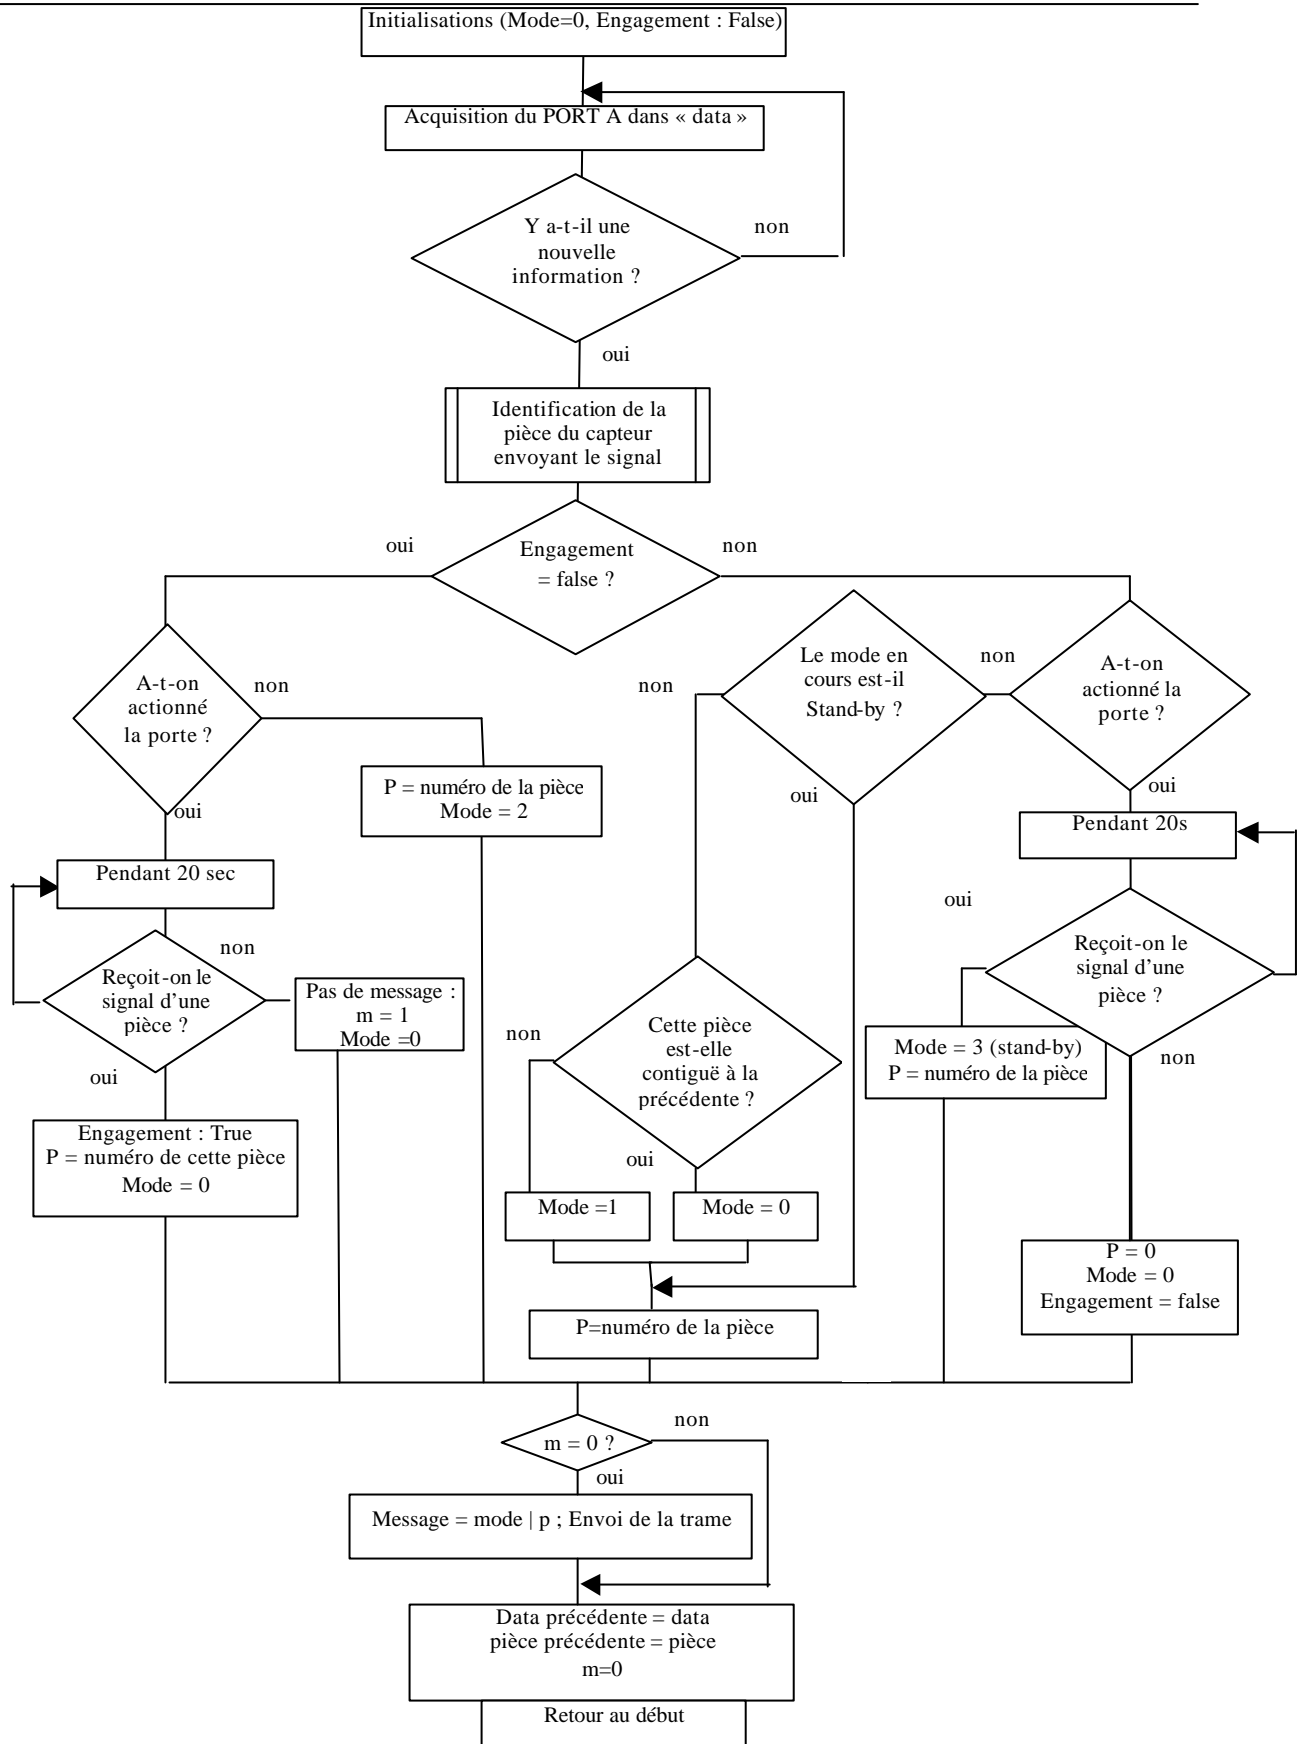 Initialisations (Mode=0, Engagement : False)
Acquisition du PORT A dans « data »
Y a-t-il une
nouvelle
information ?
non
oui
Identification de la
pièce du capteur
envoyant le signal
oui
Engagement
= false ?
non
A-t-on
actionné
la porte ?
non
oui
P = numéro de la pièce
Mode = 2
non
Le mode en
cours est-il
Stand-by ?
oui
non
A-t-on
actionné la
porte ?
oui
Pendant 20 sec
Reçoit-on le
signal d’une
pièce ?
non
oui
Pas de message :
m = 1
Mode =0
Engagement : True
P = numéro de cette pièce
Mode = 0
non
Cette pièce
est-elle
contiguë à la
précédente ?
oui
Mode =1
Mode = 0
P=numéro de la pièce
Pendant 20s
oui
Reçoit-on le
signal d’une
pièce ?
non
Mode = 3 (stand-by)
P = numéro de la pièce
P = 0
Mode = 0
Engagement = false
m = 0 ?
non
oui
Message = mode | p ; Envoi de la trame
Data précédente = data
pièce précédente = pièce
m=0
Retour au début